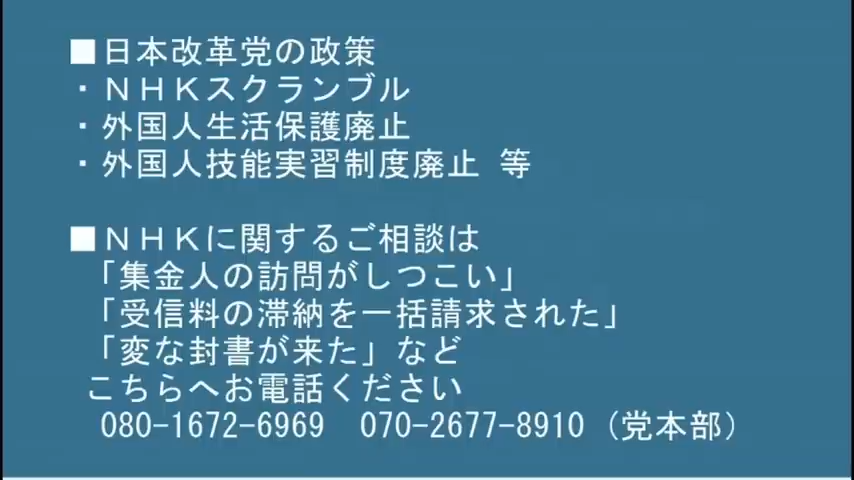 ■日本改革党の政策
・ＮＨＫスクランブル
・外国人生活保護廃止
・外国人技能実習制度廃止 等
■ＮＨＫに関するご相談は
「集金人の訪問がしつこい」
「受信料の滞納を一括請求された」
「変な封書が来た」など
こちらへお電話ください
080-1672-6969　070-2677-8910（党本部）